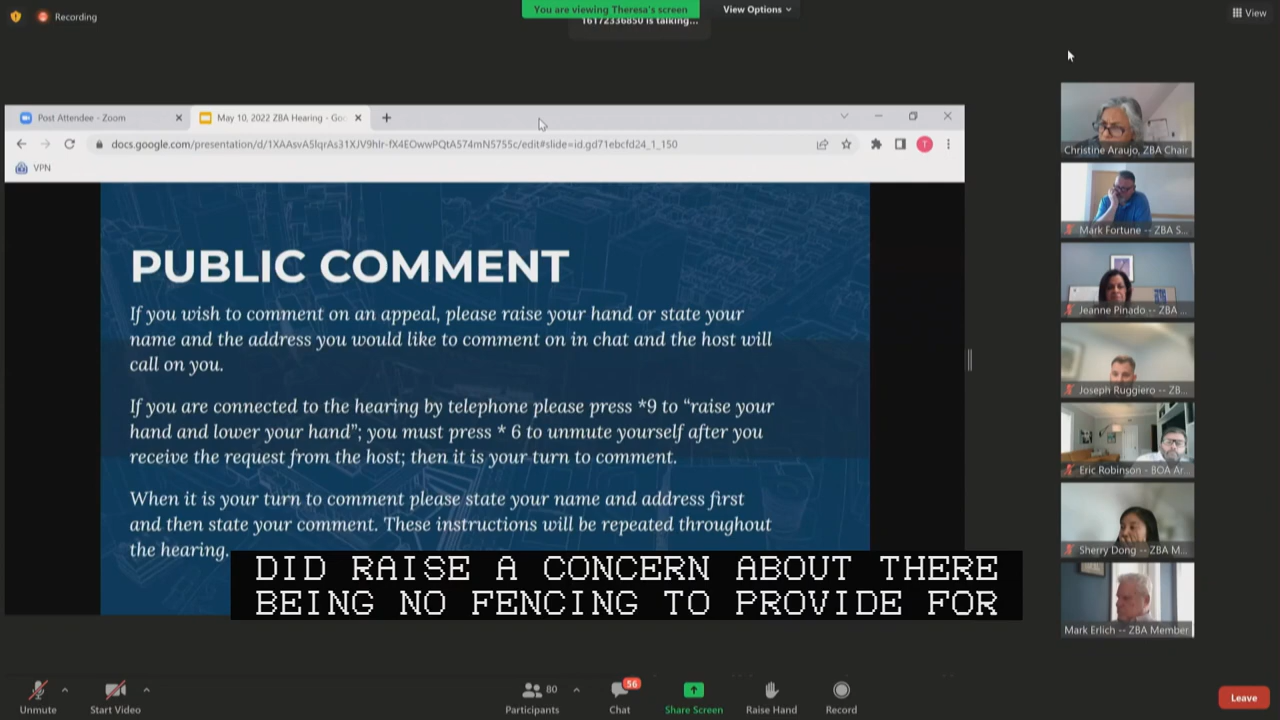 You are viewing Theresa's screen
View Options
Recording
View
16172336850 is talking...
Post Attendee - Zoom
May 10, 2022 ZBA Hearing - Goo
docs.google.com/presentation/d/1XAAsvA5lqrAs31XJV9hlr-fX4EOwwPQtA574mN5755c/edit#slide=id.gd71ebcfd24_1_150
T
VPN
PUBLIC COMMENT
If you wish to comment on an appeal, please raise your hand or state your
name and the address you would like to comment on in chat and the host will
call on you.
If you are connected to the hearing by telephone please press *9 to “raise your
hand and lower your hand”; you must press * 6 to unmute yourself after you
receive the request from the host; then it is your turn to comment.
When it is your turn to comment please state your name and address first
and then state your comment. These instructions will be repeated throughout
the hearing.
DID RAISE A CONCERN ABOUT THERE
BEING NO FENCING TO PROVIDE FOR
Christine Araujo, ZBA Chair
Mark Fortune -- ZBA S...
Jeanne Pinado -- ZBA ...
Joseph Ruggiero -- ZB...
Eric Robinson - BOA Ar...
Sherry Dong -- ZBA M...
Mark Erlich -- ZBA Member
Unmute
Start Video
80
Participants
56
Chat
Share Screen
Raise Hand
Record
Leave